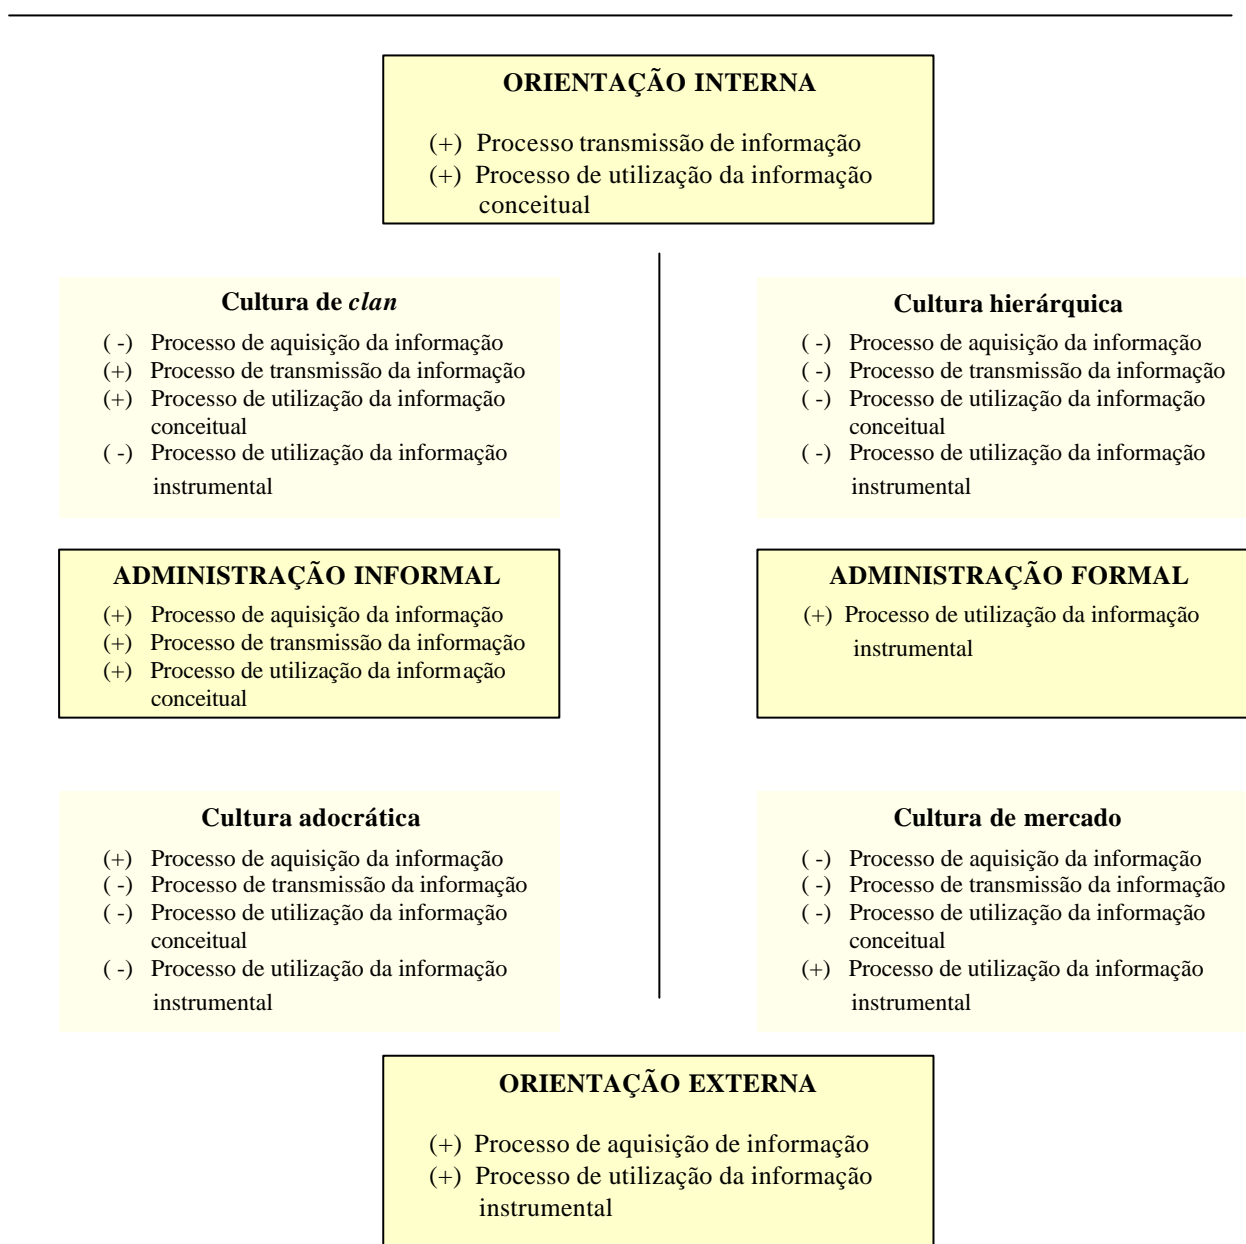 ORIENTAÇÃO INTERNA
(+) Processo transmissão de informação
(+) Processo de utilização da informação
conceitual
Cultura de clan
( -) Processo de aquisição da informação
(+) Processo de transmissão da informação
(+) Processo de utilização da informação
conceitual
( -) Processo de utilização da informação
instrumental
Cultura hierárquica
( -) Processo de aquisição da informação
( -) Processo de transmissão da informação
( -) Processo de utilização da informação
conceitual
( -) Processo de utilização da informação
instrumental
ADMINISTRAÇÃO INFORMAL
(+) Processo de aquisição da informação
(+) Processo de transmissão da informação
(+) Processo de utilização da informação
conceitual
ADMINISTRAÇÃO FORMAL
(+) Processo de utilização da informação
instrumental
Cultura adocrática
(+) Processo de aquisição da informação
( -) Processo de transmissão da informação
( -) Processo de utilização da informação
conceitual
( -) Processo de utilização da informação
instrumental
Cultura de mercado
( -) Processo de aquisição da informação
( -) Processo de transmissão da informação
( -) Processo de utilização da informação
conceitual
(+) Processo de utilização da informação
instrumental
ORIENTAÇÃO EXTERNA
(+) Processo de aquisição de informação
(+) Processo de utilização da informação
instrumental